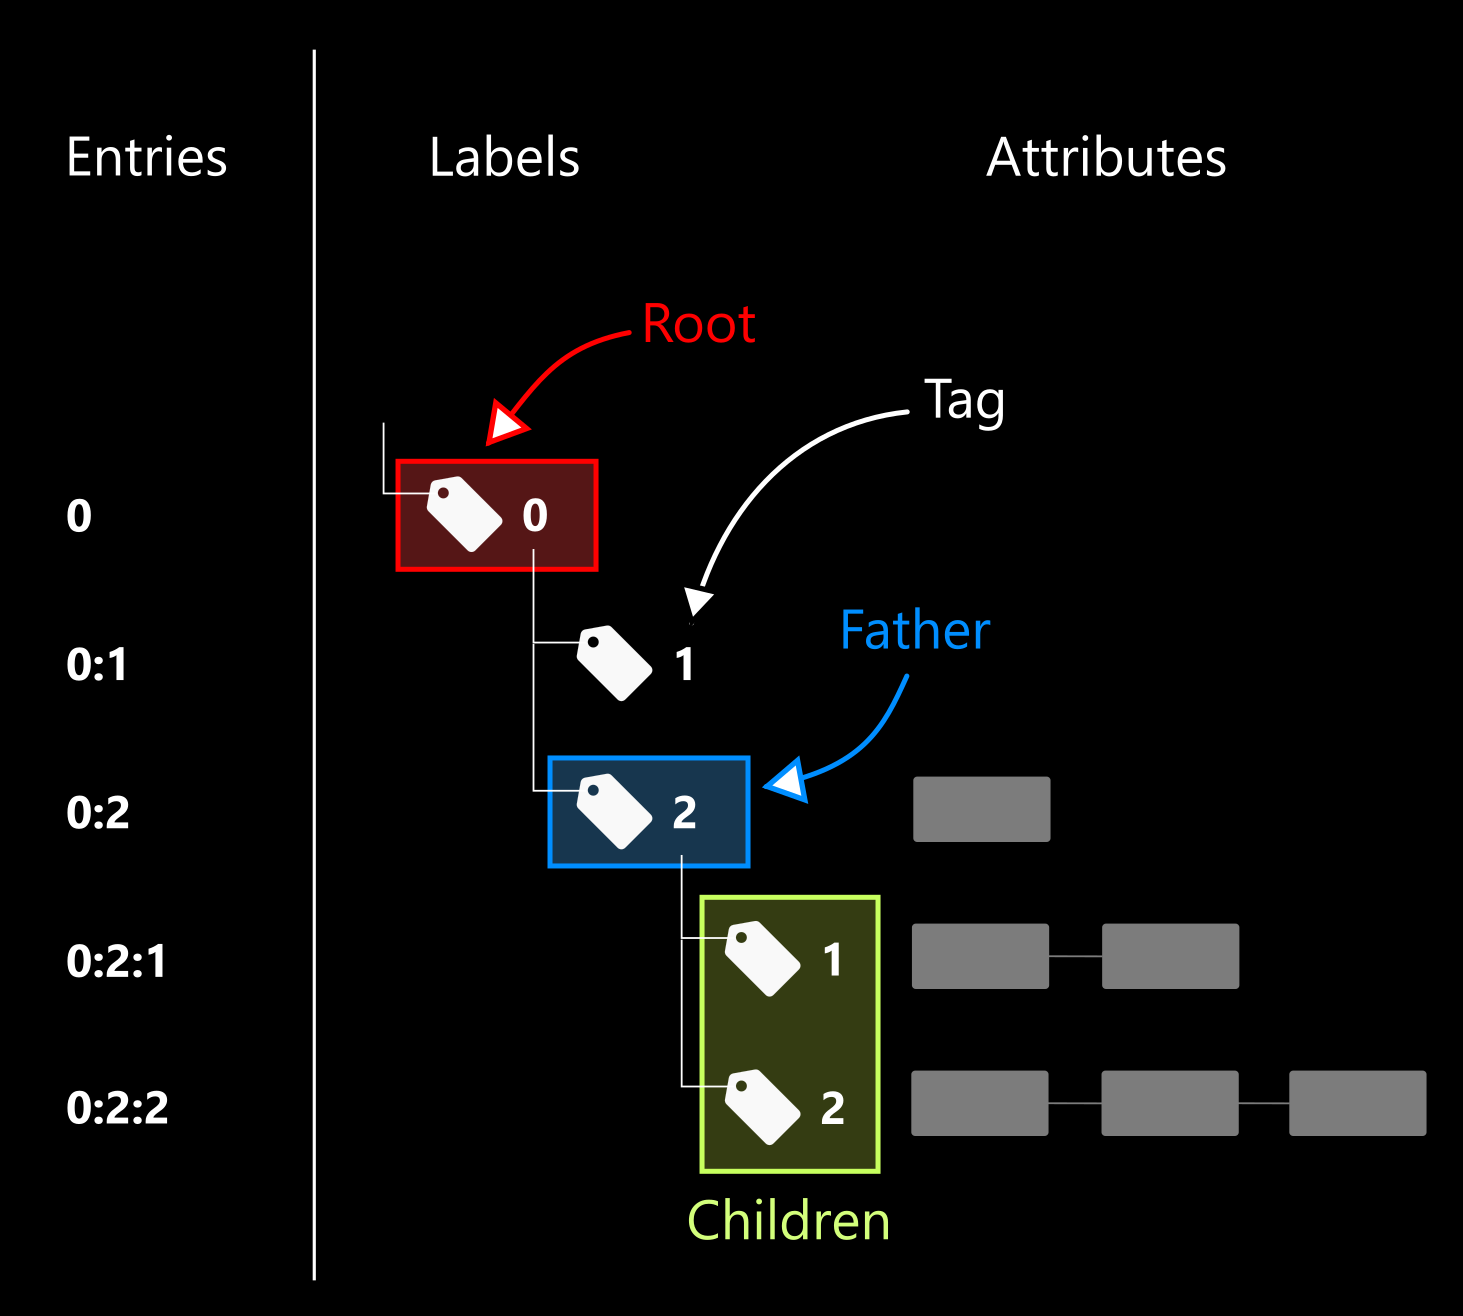 Entries
Labels
Attributes
Root
Tag
0
0
0:1
1
Father
0:2
2
0:2:1
1
0:2:2
2
Children